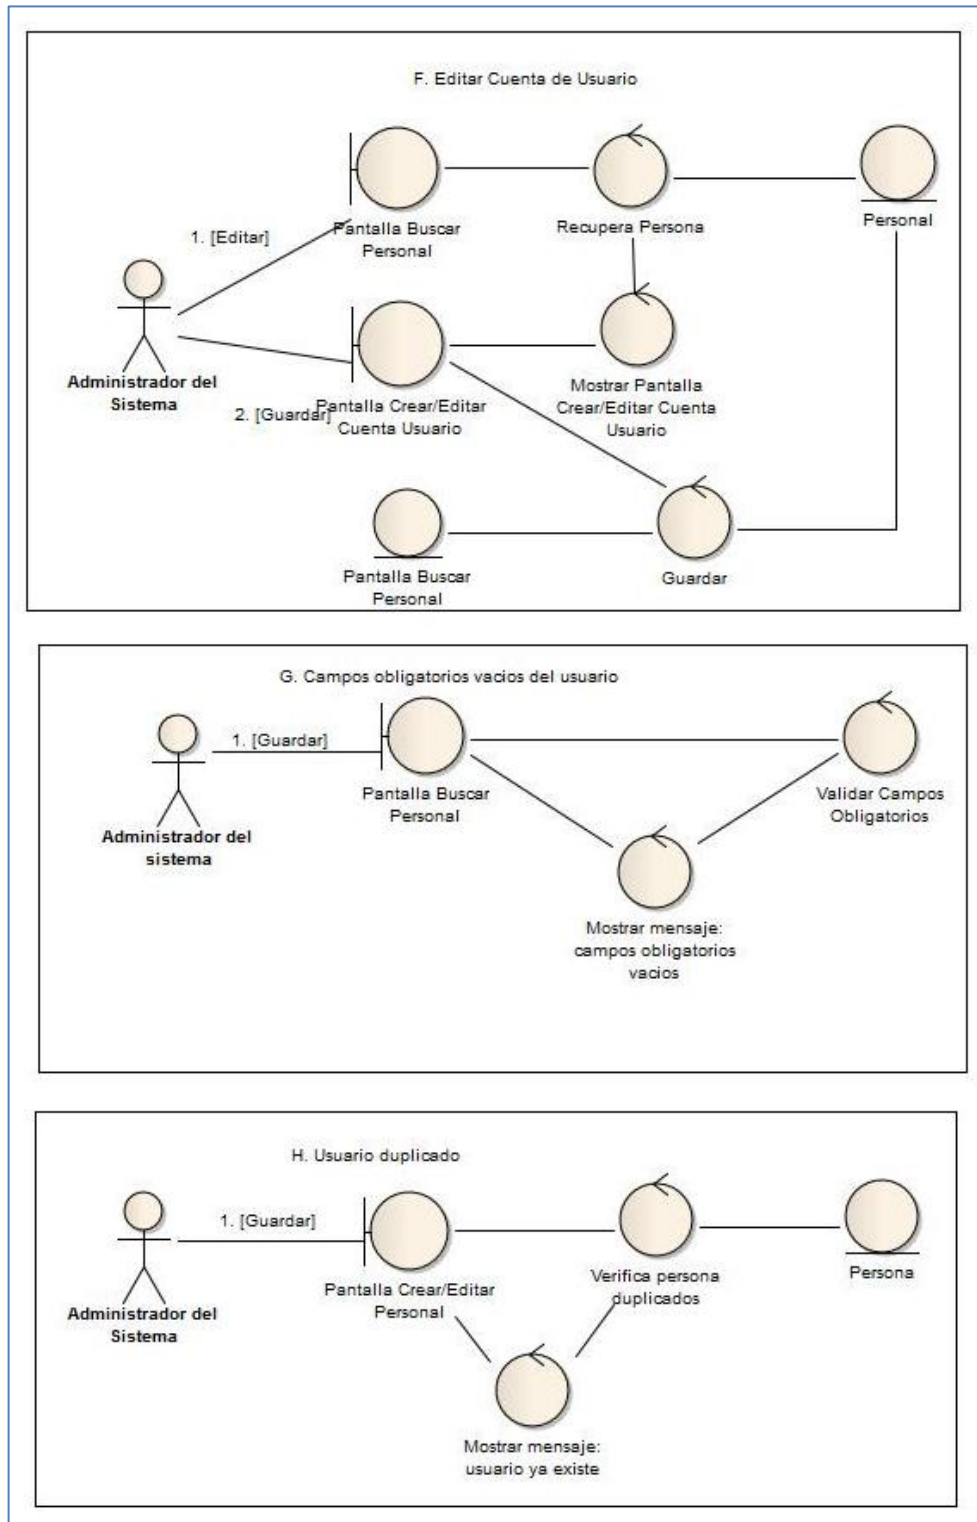 F. Editar Cuenta de Usuario
1. [Editar]
Pantalla Buscar
Personal
Recupera Persona
Personal
Administrador del
Sistema
2. [Guardar]
Pantalla Crear/Editar
Cuenta Usuario
Mostrar Pantalla
Crear/Editar Cuenta
Usuario
Pantalla Buscar
Personal
Guardar
G. Campos obligatorios vacios del usuario
1. [Guardar]
Administrador del
sistema
Pantalla Buscar
Personal
Validar Campos
Obligatorios
Mostrar mensaje:
campos obligatorios
vacios
H. Usuario duplicado
1. [Guardar]
Administrador del
Sistema
Pantalla Crear/Editar
Personal
Verifica persona
duplicados
Persona
Mostrar mensaje:
usuario ya existe